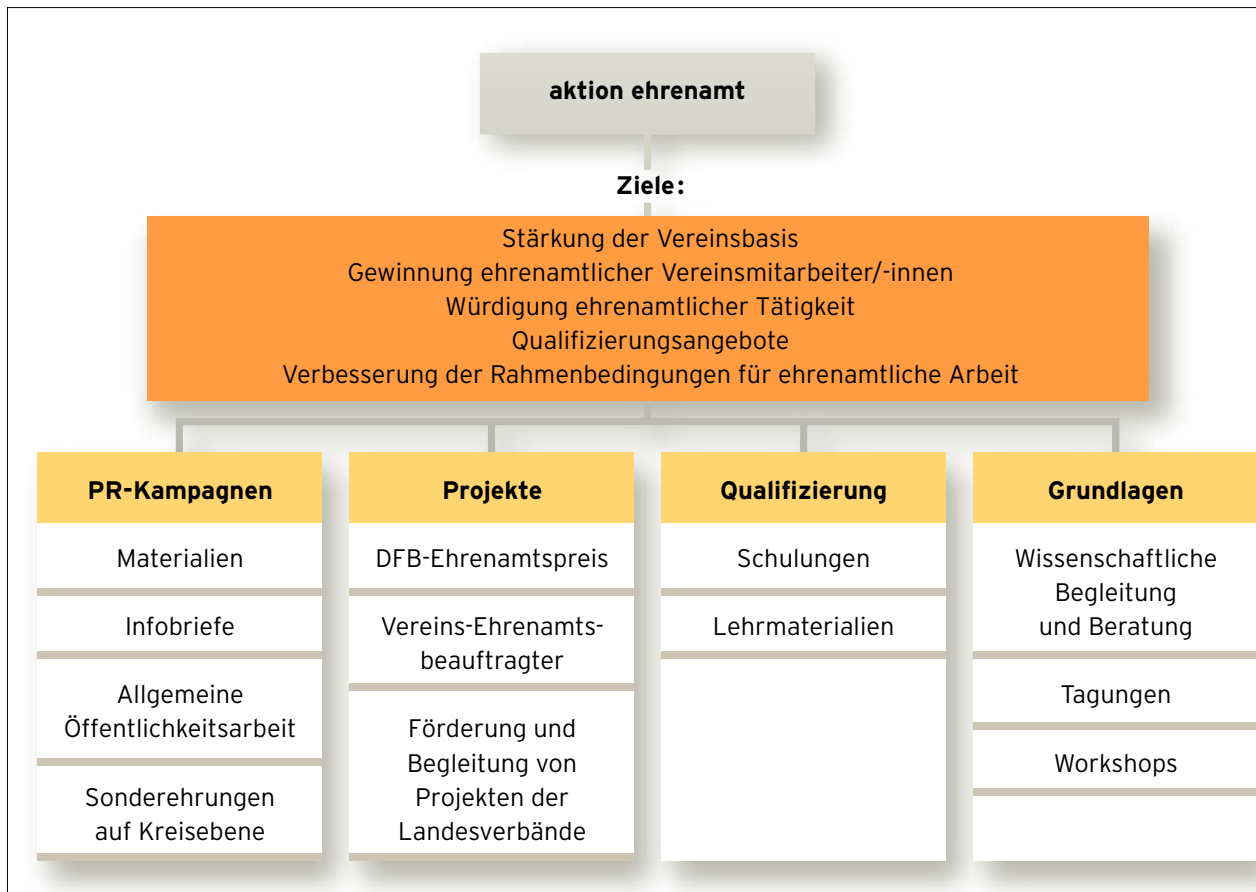 aktion ehrenamt
Ziele:
Stärkung der Vereinsbasis
Gewinnung ehrenamtlicher Vereinsmitarbeiter/-innen
Würdigung ehrenamtlicher Tätigkeit
Qualifizierungsangebote
Verbesserung der Rahmenbedingungen für ehrenamtliche Arbeit
PR-Kampagnen
Materialien
Infobriefe
Allgemeine
Öffentlichkeitsarbeit
Sonderehrungen
auf Kreisebene
Projekte
DFB-Ehrenamtspreis
Vereins-Ehrenamts-
beauftragter
Förderung und
Begleitung von
Projekten der
Landesverbände
Qualifizierung
Schulungen
Lehrmaterialien
Grundlagen
Wissenschaftliche
Begleitung
und Beratung
Tagungen
Workshops